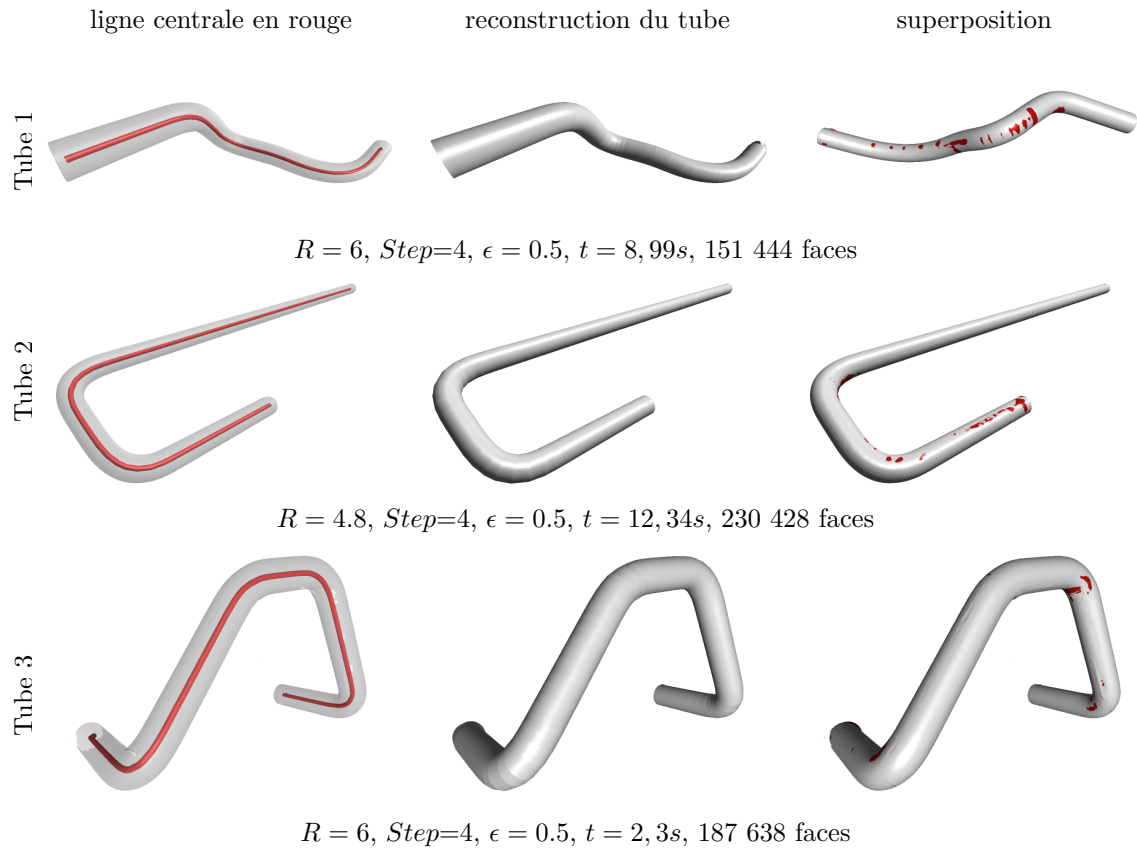 ligne centrale en rouge
reconstruction du tube
superposition
Tube 1
R = 6, Step=4, ϵ = 0.5, t = 8, 99s, 151 444 faces
Tube 2
R = 4.8, Step=4, ϵ = 0.5, t = 12, 34s, 230 428 faces
Tube 3
R = 6, Step=4, ϵ = 0.5, t = 2, 3s, 187 638 faces